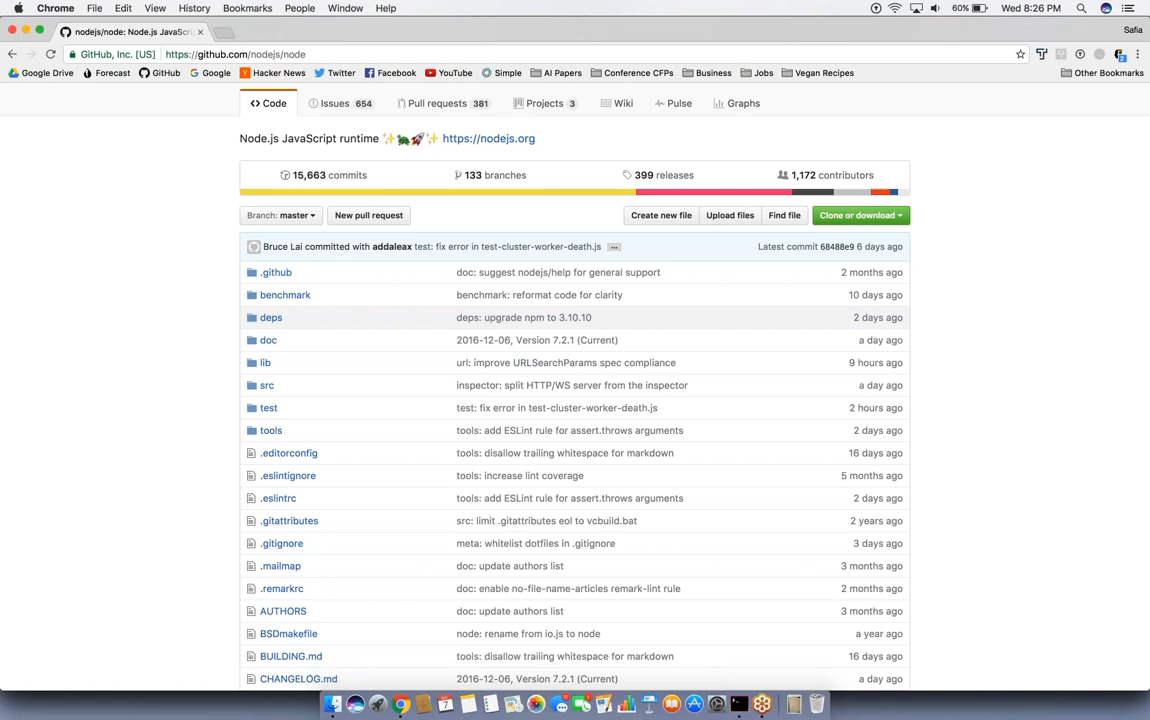 Chrome File Edit View History Bookmarks People Window Help 60% Wed 8:26 PM
nodejs/node: Node.js JavaScri Safia
GitHub, Inc. [US] https://github.com/nodejs/node
Google Drive Forecast GitHub Google Hacker News Twitter Facebook YouTube Simple AI Papers Conference CFPs Business Jobs Vegan Recipes Other Bookmarks
Code Issues 654 Pull requests 381 Projects 3 Wiki Pulse Graphs
Node.js JavaScript runtime ✨🐢🚀✨ https://nodejs.org
15,663 commits 133 branches 399 releases 1,172 contributors
Branch: master New pull request Create new file Upload files Find file Clone or download
Bruce Lai committed with addaleax test: fix error in test-cluster-worker-death.js ... Latest commit 68488e9 6 days ago
.github doc: suggest nodejs/help for general support 2 months ago
benchmark benchmark: reformat code for clarity 10 days ago
deps deps: upgrade npm to 3.10.10 2 days ago
doc 2016-12-06, Version 7.2.1 (Current) a day ago
lib url: improve URLSearchParams spec compliance 9 hours ago
src inspector: split HTTP/WS server from the inspector a day ago
test test: fix error in test-cluster-worker-death.js 2 hours ago
tools tools: add ESLint rule for assert.throws arguments 2 days ago
.editorconfig tools: disallow trailing whitespace for markdown 16 days ago
.eslintignore tools: increase lint coverage 5 months ago
.eslintrc tools: add ESLint rule for assert.throws arguments 2 days ago
.gitattributes src: limit .gitattributes eol to vcbuild.bat 2 years ago
.gitignore meta: whitelist dotfiles in .gitignore 3 days ago
.mailmap doc: update authors list 3 months ago
.remarkrc doc: enable no-file-name-articles remark-lint rule 2 months ago
AUTHORS doc: update authors list 3 months ago
BSDmakefile node: rename from io.js to node a year ago
BUILDING.md tools: disallow trailing whitespace for markdown 16 days ago
CHANGELOG.md 2016-12-06, Version 7.2.1 (Current) a day ago